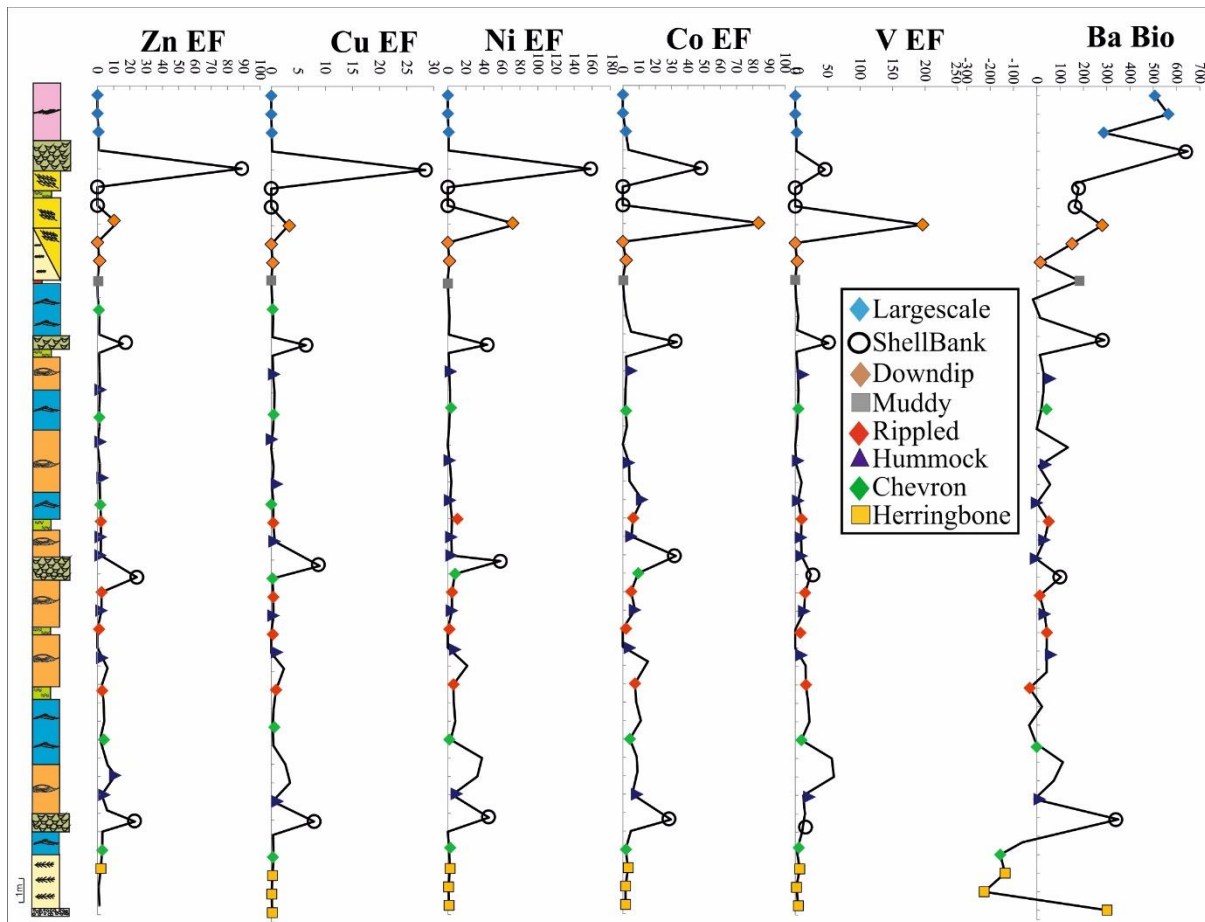 Zn EF Cu EF Ni EF Co EF V EF Ba Bio
0 10 20 30 40 50 60 70 80 90 100
0 5 10 15 20 25 30
0 20 40 60 80 100 120 140 160 180
0 10 20 30 40 50 60 70 80 90 100
0 50 100 150 200 250
-300 -200 -100 0 100 200 300 400 500 600 700
Largescale
ShellBank
Downdip
Muddy
Rippled
Hummock
Chevron
Herringbone
1m